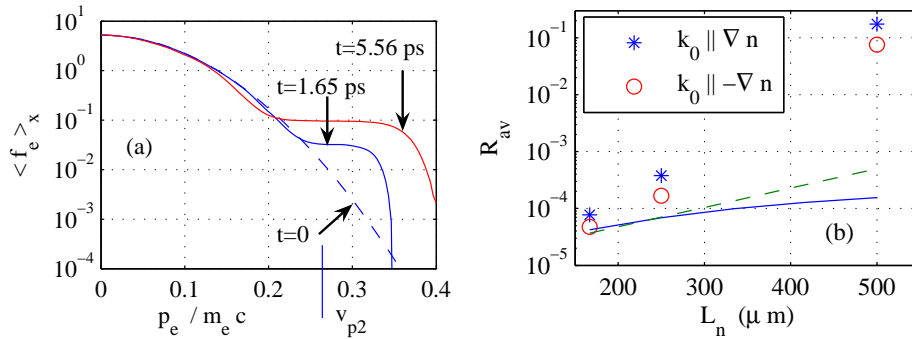 10^1
10^0
10^-1
10^-2
10^-3
10^-4
< f_e >_x
t=5.56 ps
t=1.65 ps
(a)
t=0
0 0.1 0.2 0.3 0.4
p_e / m_e c
v_p2
10^-1
10^-2
10^-3
10^-4
10^-5
R_av
k_0 || ∇ n
k_0 || -∇ n
(b)
200 300 400 500
L_n (μ m)